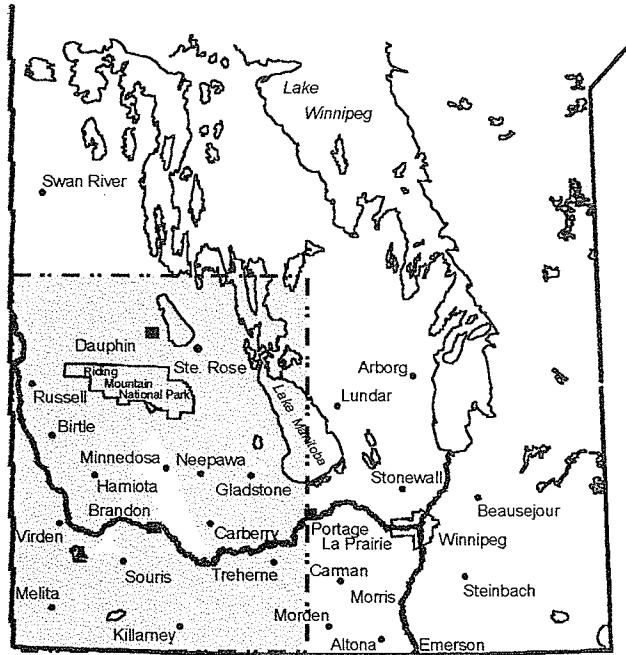 Lake
Winnipeg
Swan River
Dauphin
Ste. Rose
Riding
Mountain
National Park
Arborg
Russell
Lake Manitoba
Lundar
Birtle
Minnedosa
Neepawa
Hamiota
Gladstone
Stonewall
Brandon
Beausejour
Virden
Carberry
Portage
La Prairie
Winnipeg
Souris
Treherne
Carman
Steinbach
Melita
Morris
Morden
Killarney
Altona
Emerson